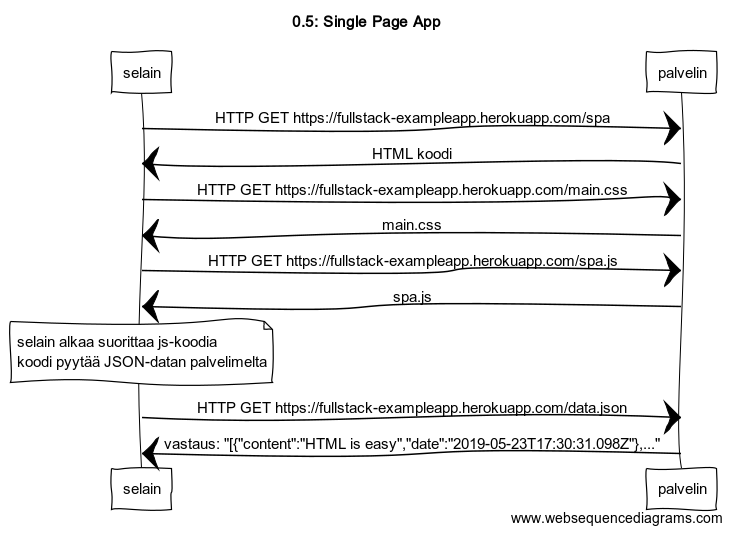 0.5: Single Page App
selain
palvelin
HTTP GET https://fullstack-exampleapp.herokuapp.com/spa
HTML koodi
HTTP GET https://fullstack-exampleapp.herokuapp.com/main.css
main.css
HTTP GET https://fullstack-exampleapp.herokuapp.com/spa.js
spa.js
selain alkaa suorittaa js-koodia
koodi pyytää JSON-datan palvelimelta
HTTP GET https://fullstack-exampleapp.herokuapp.com/data.json
vastaus: "[{"content":"HTML is easy","date":"2019-05-23T17:30:31.098Z"},..."
selain
palvelin
www.websequencediagrams.com